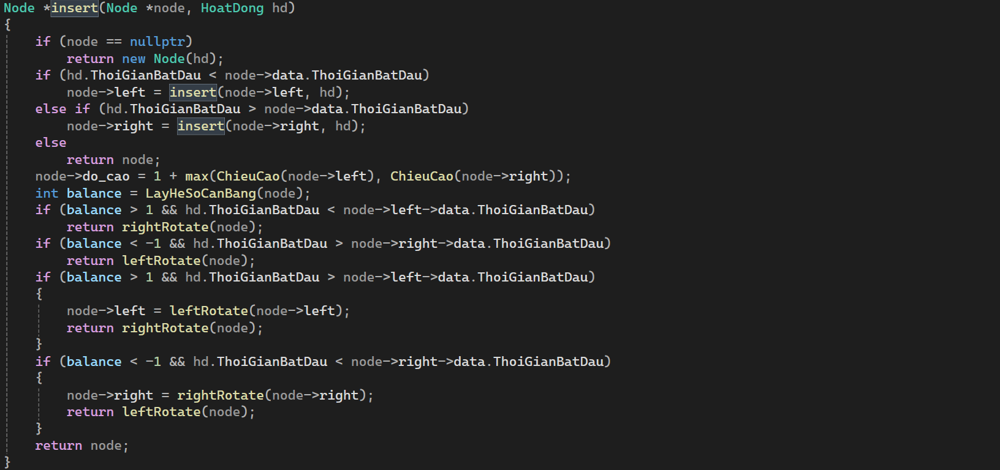 Node *insert(Node *node, HoatDong hd)
{
    if (node == nullptr)
        return new Node(hd);
    if (hd.ThoiGianBatDau < node->data.ThoiGianBatDau)
        node->left = insert(node->left, hd);
    else if (hd.ThoiGianBatDau > node->data.ThoiGianBatDau)
        node->right = insert(node->right, hd);
    else
        return node;
    node->do_cao = 1 + max(ChieuCao(node->left), ChieuCao(node->right));
    int balance = LayHeSoCanBang(node);
    if (balance > 1 && hd.ThoiGianBatDau < node->left->data.ThoiGianBatDau)
        return rightRotate(node);
    if (balance < -1 && hd.ThoiGianBatDau > node->right->data.ThoiGianBatDau)
        return leftRotate(node);
    if (balance > 1 && hd.ThoiGianBatDau > node->left->data.ThoiGianBatDau)
    {
        node->left = leftRotate(node->left);
        return rightRotate(node);
    }
    if (balance < -1 && hd.ThoiGianBatDau < node->right->data.ThoiGianBatDau)
    {
        node->right = rightRotate(node->right);
        return leftRotate(node);
    }
    return node;
}